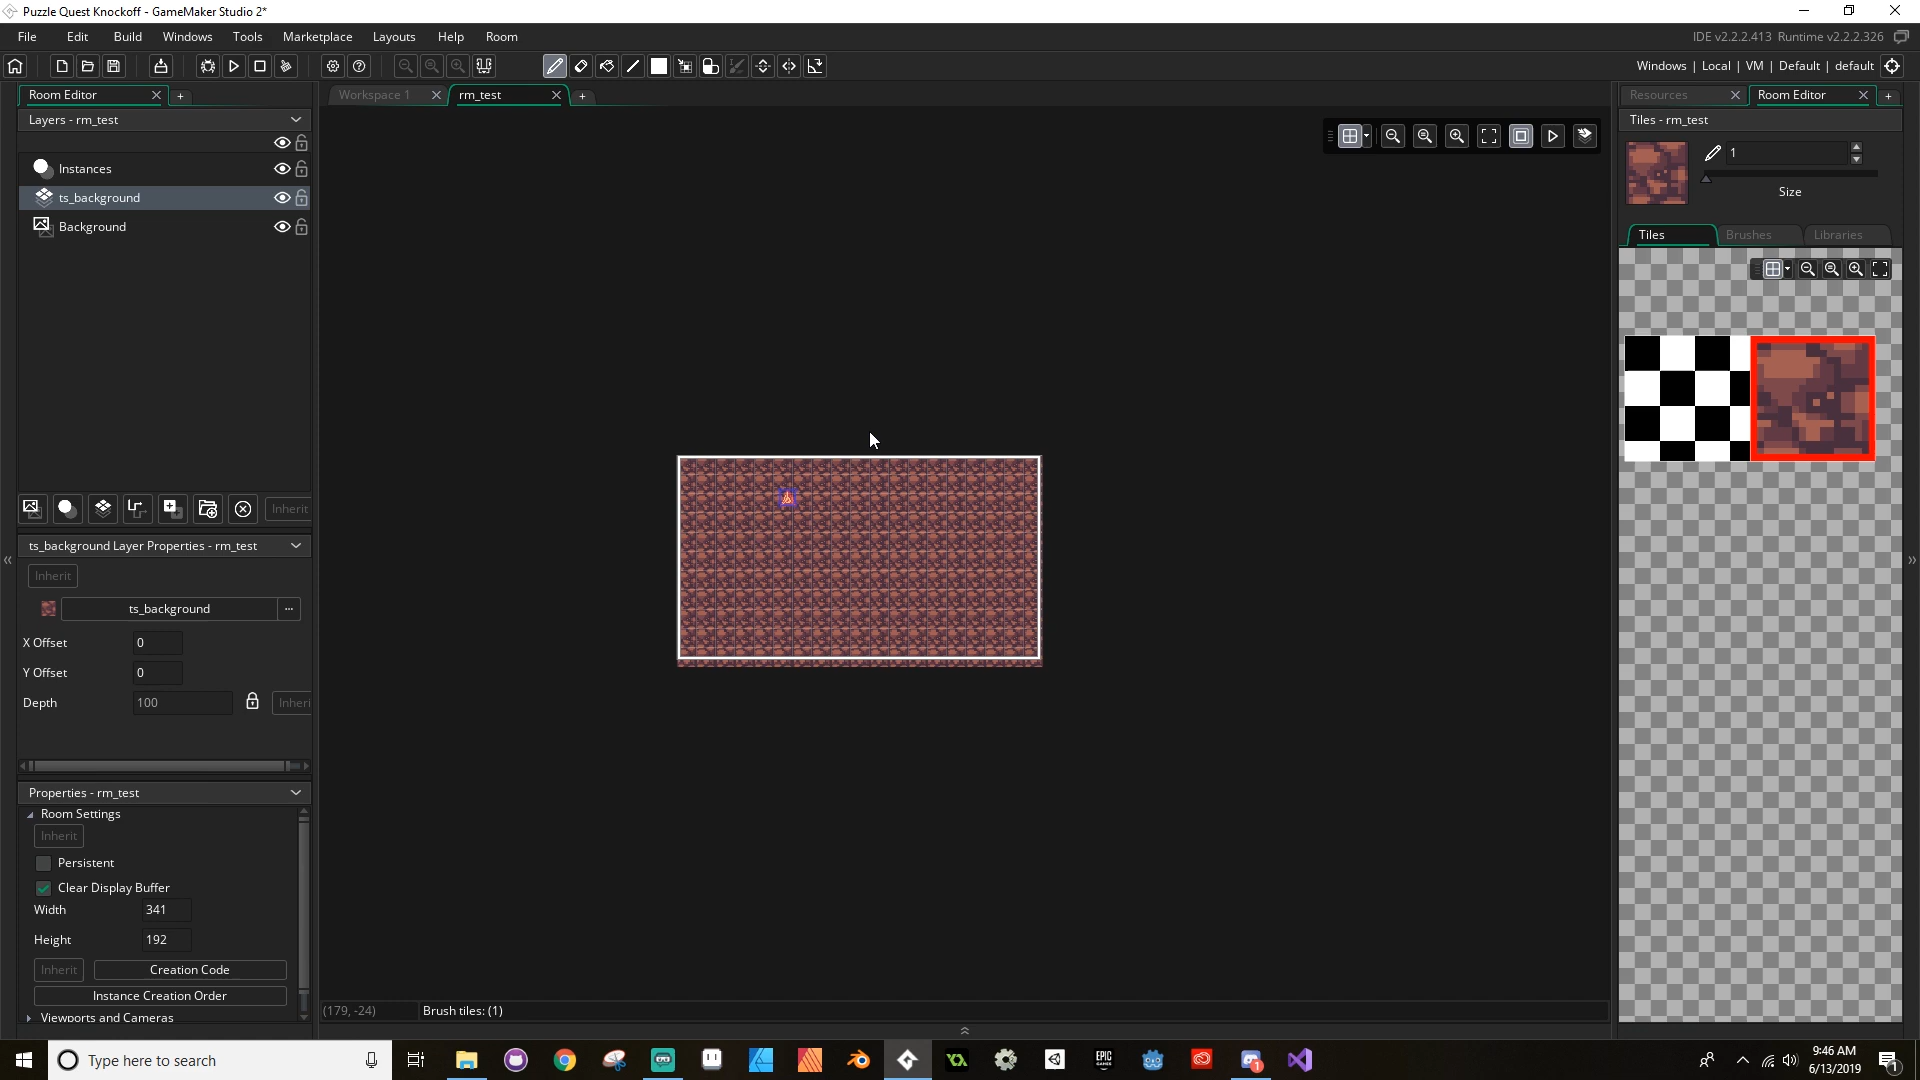 Puzzle Quest Knockoff - GameMaker Studio 2*
File Edit Build Windows Tools Marketplace Layouts Help Room
IDE v2.2.2.413 Runtime v2.2.2.326
Windows | Local | VM | Default | default
Room Editor
Workspace 1
rm_test
Resources
Room Editor
Layers - rm_test
Tiles - rm_test
1
Size
Instances
ts_background
Background
Tiles
Brushes
Libraries
Inherit
ts_background Layer Properties - rm_test
Inherit
ts_background
...
X Offset 0
Y Offset 0
Depth 100
Inheri
Properties - rm_test
Room Settings
Inherit
Persistent
Clear Display Buffer
Width 341
Height 192
Inherit Creation Code
Instance Creation Order
Viewports and Cameras
(179, -24)
Brush tiles: (1)
Type here to search
EPIC
GAMES
1
9:46 AM
6/13/2019
1